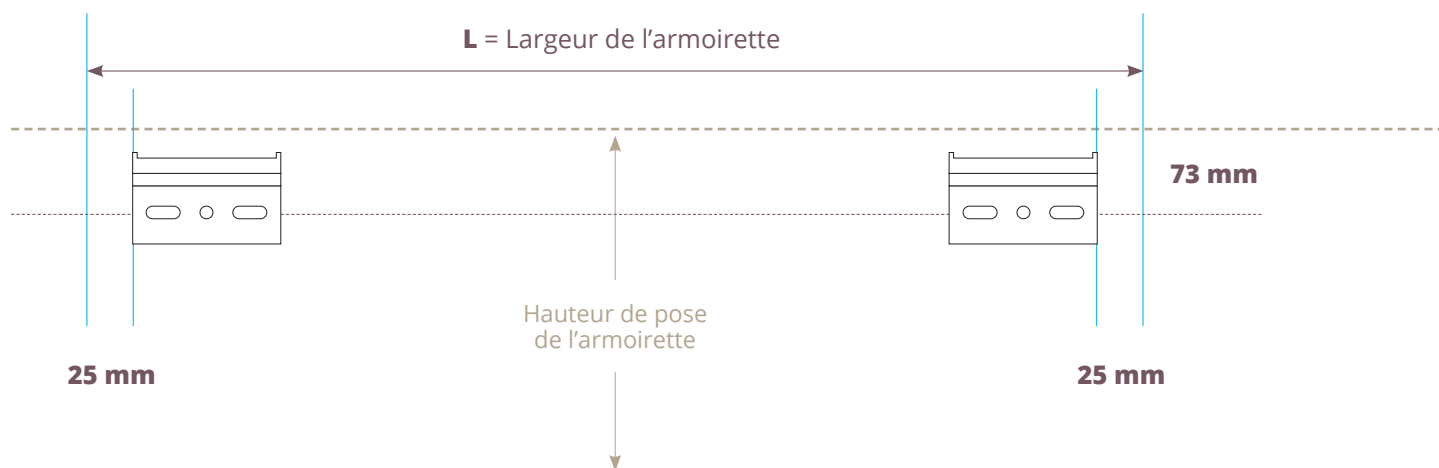 L = Largeur de l’armoirette
73 mm
Hauteur de pose
de l’armoirette
25 mm
25 mm